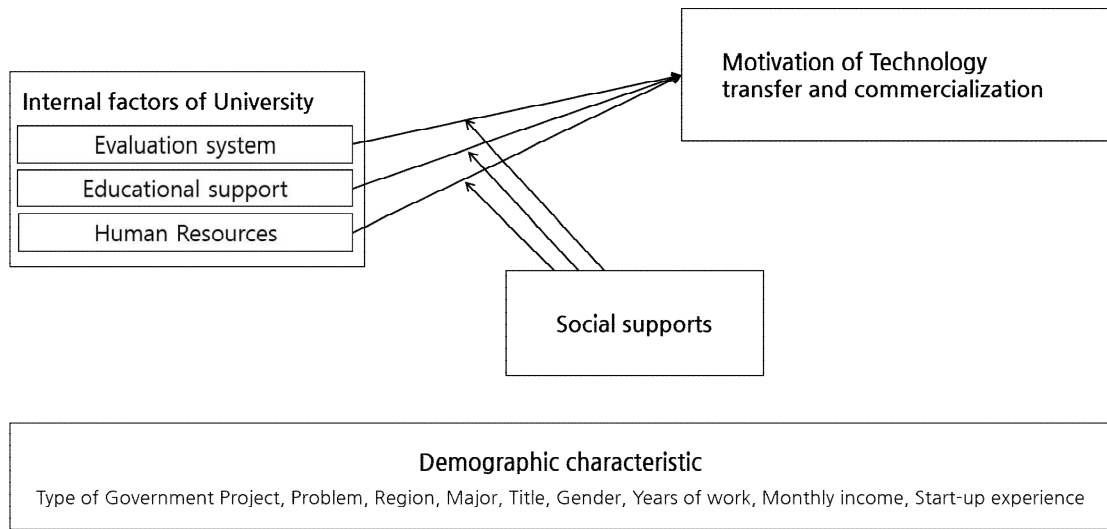 Motivation of Technology
transfer and commercialization
Internal factors of University
Evaluation system
Educational support
Human Resources
Social supports
Demographic characteristic
Type of Government Project, Problem, Region, Major, Title, Gender, Years of work, Monthly income, Start-up experience